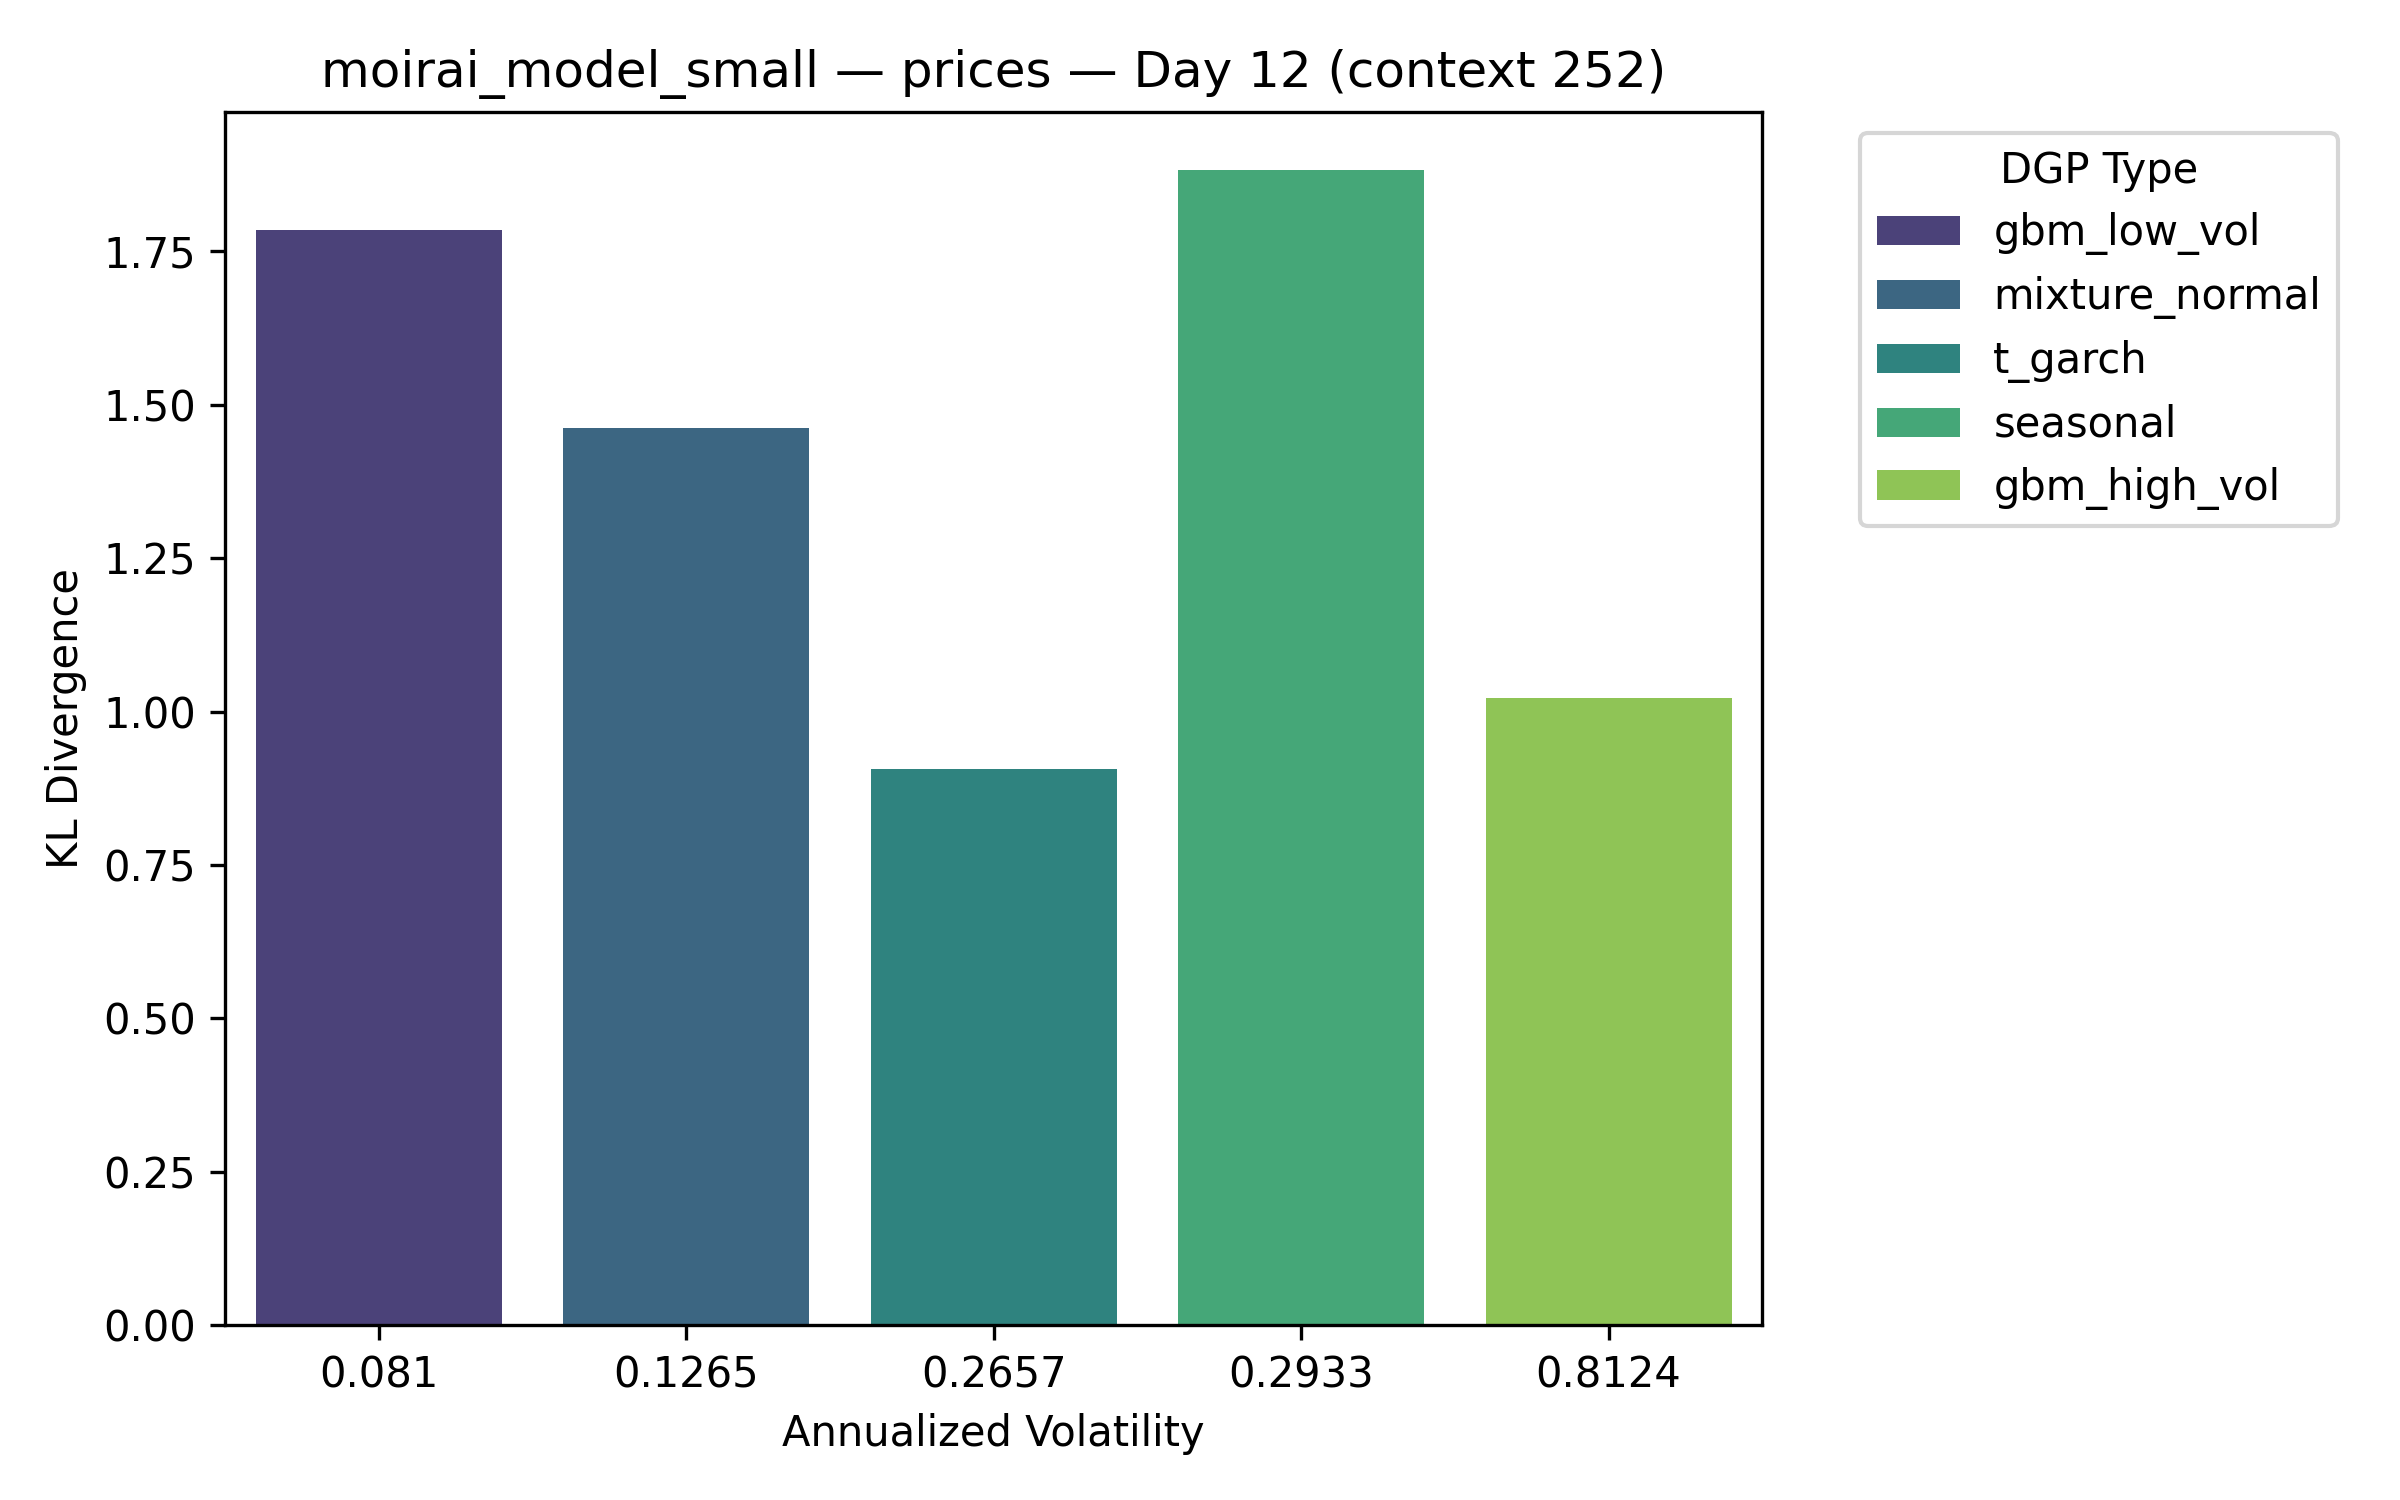 moirai_model_small — prices — Day 12 (context 252)
KL Divergence
1.75
1.50
1.25
1.00
0.75
0.50
0.25
0.00
0.081
0.1265
0.2657
0.2933
0.8124
Annualized Volatility
DGP Type
gbm_low_vol
mixture_normal
t_garch
seasonal
gbm_high_vol